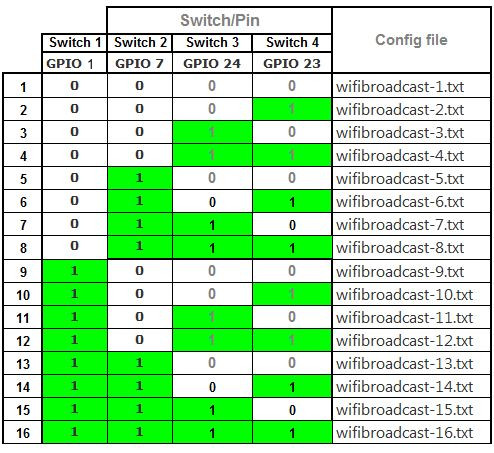 Switch/Pin Config file
Switch 1 Switch 2 Switch 3 Switch 4
GPIO 1 GPIO 7 GPIO 24 GPIO 23
1 0 0 0 0 wifibroadcast-1.txt
2 0 0 0 1 wifibroadcast-2.txt
3 0 0 1 0 wifibroadcast-3.txt
4 0 0 1 1 wifibroadcast-4.txt
5 0 1 0 0 wifibroadcast-5.txt
6 0 1 0 1 wifibroadcast-6.txt
7 0 1 1 0 wifibroadcast-7.txt
8 0 1 1 1 wifibroadcast-8.txt
9 1 0 0 0 wifibroadcast-9.txt
10 1 0 0 1 wifibroadcast-10.txt
11 1 0 1 0 wifibroadcast-11.txt
12 1 0 1 1 wifibroadcast-12.txt
13 1 1 0 0 wifibroadcast-13.txt
14 1 1 0 1 wifibroadcast-14.txt
15 1 1 1 0 wifibroadcast-15.txt
16 1 1 1 1 wifibroadcast-16.txt